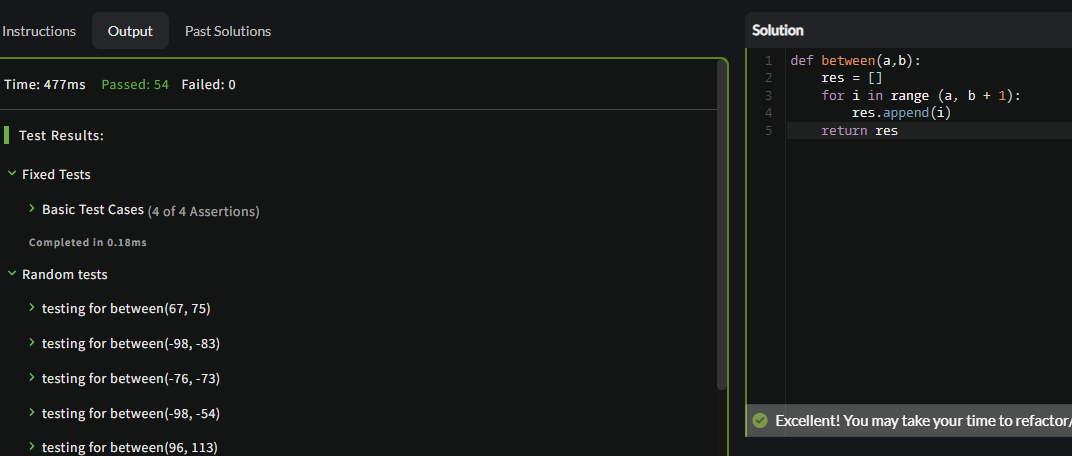 Instructions Output Past Solutions
Time: 477ms Passed: 54 Failed: 0
Test Results:
Fixed Tests
Basic Test Cases (4 of 4 Assertions)
Completed in 0.18ms
Random tests
testing for between(67, 75)
testing for between(-98, -83)
testing for between(-76, -73)
testing for between(-98, -54)
testing for between(96, 113)
Solution
1 def between(a,b):
2     res = []
3     for i in range (a, b + 1):
4         res.append(i)
5     return res
Excellent! You may take your time to refactor/